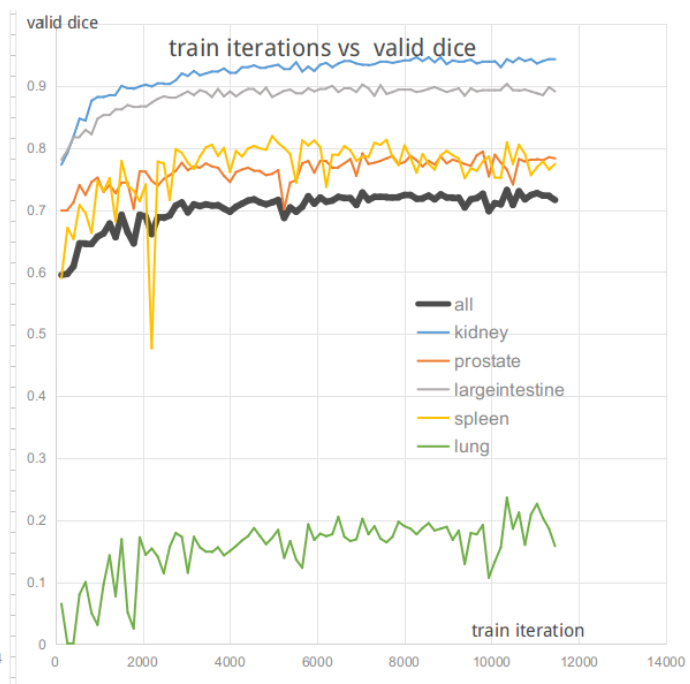 valid dice
train iterations vs valid dice
0.9
0.8
0.7
0.6
0.5
0.4
0.3
0.2
0.1
0
all
kidney
prostate
largeintestine
spleen
lung
train iteration
0 2000 4000 6000 8000 10000 12000 14000